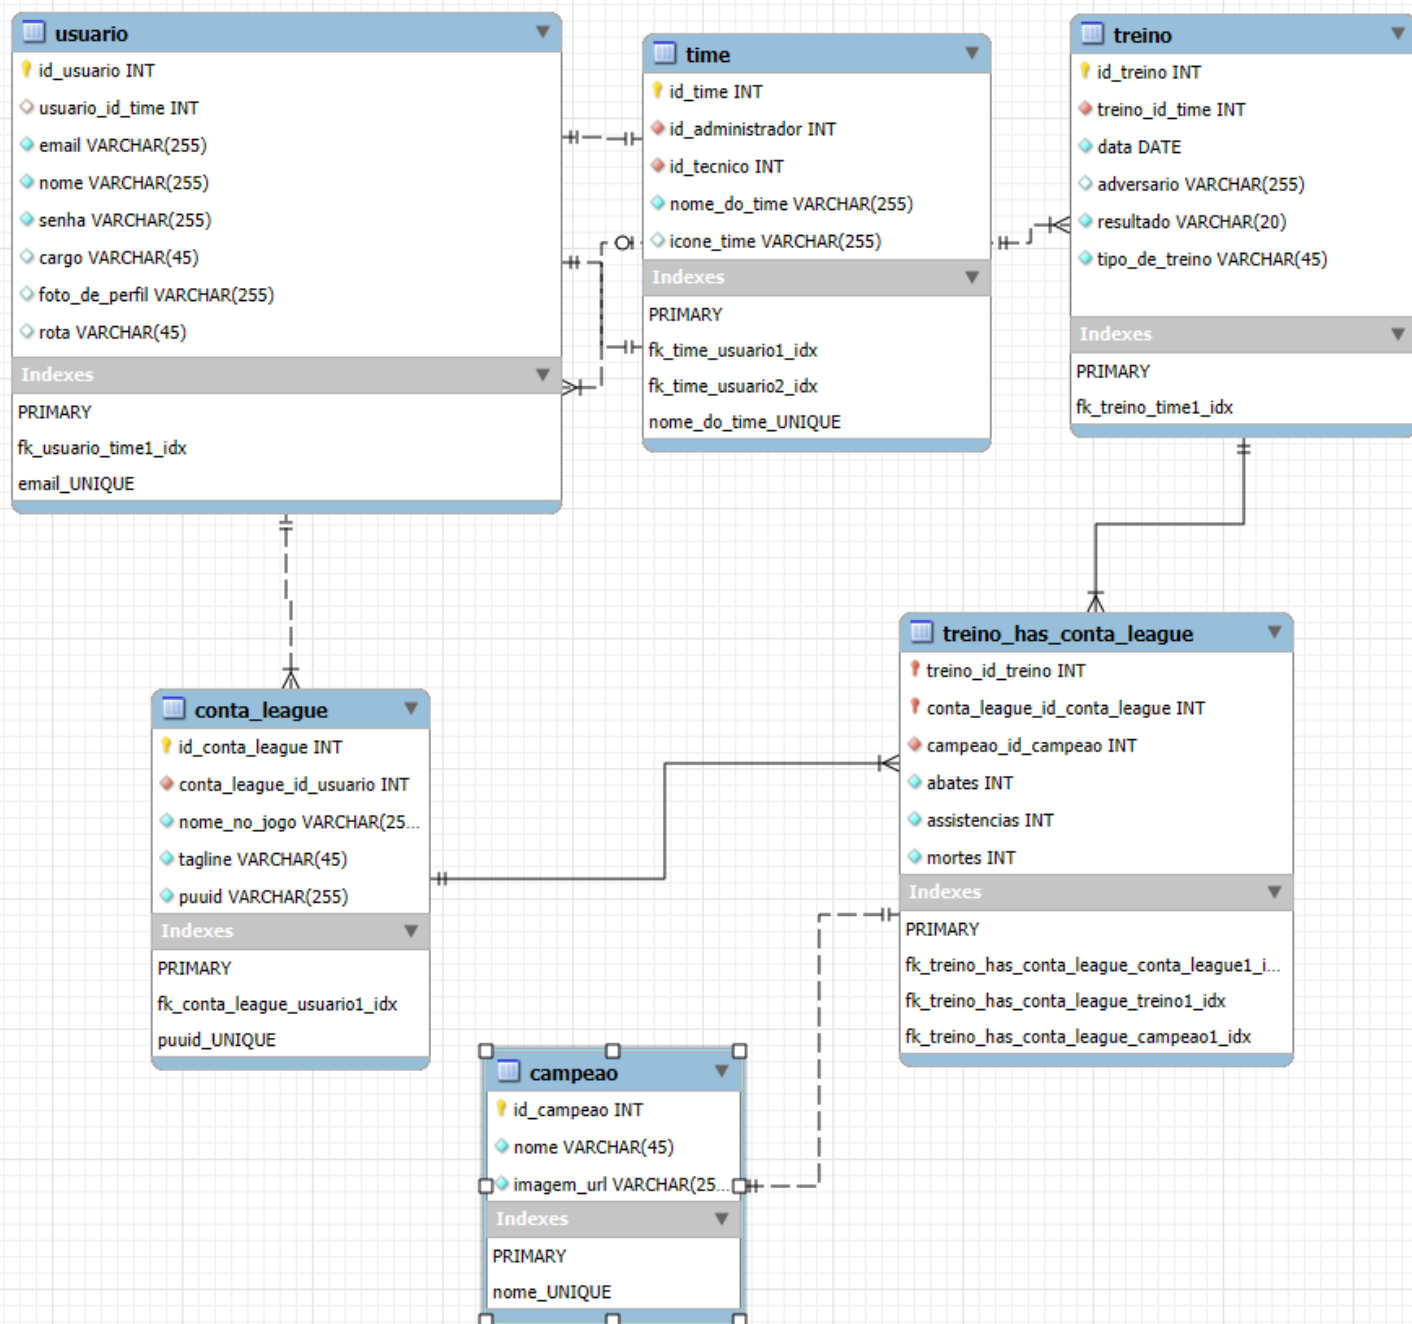 usuario
id_usuario INT
usuario_id_time INT
email VARCHAR(255)
nome VARCHAR(255)
senha VARCHAR(255)
cargo VARCHAR(45)
foto_de_perfil VARCHAR(255)
rota VARCHAR(45)
Indexes
PRIMARY
fk_usuario_time1_idx
email_UNIQUE
time
id_time INT
id_administrador INT
id_tecnico INT
nome_do_time VARCHAR(255)
icone_time VARCHAR(255)
Indexes
PRIMARY
fk_time_usuario1_idx
fk_time_usuario2_idx
nome_do_time_UNIQUE
treino
id_treino INT
treino_id_time INT
data DATE
adversario VARCHAR(255)
resultado VARCHAR(20)
tipo_de_treino VARCHAR(45)
Indexes
PRIMARY
fk_treino_time1_idx
conta_league
id_conta_league INT
conta_league_id_usuario INT
nome_no_jogo VARCHAR(25...
tagline VARCHAR(45)
puuid VARCHAR(255)
Indexes
PRIMARY
fk_conta_league_usuario1_idx
puuid_UNIQUE
treino_has_conta_league
treino_id_treino INT
conta_league_id_conta_league INT
campeao_id_campeao INT
abates INT
assistencias INT
mortes INT
Indexes
PRIMARY
fk_treino_has_conta_league_conta_league1_i...
fk_treino_has_conta_league_treino1_idx
fk_treino_has_conta_league_campeao1_idx
campeao
id_campeao INT
nome VARCHAR(45)
imagem_url VARCHAR(25...
Indexes
PRIMARY
nome_UNIQUE